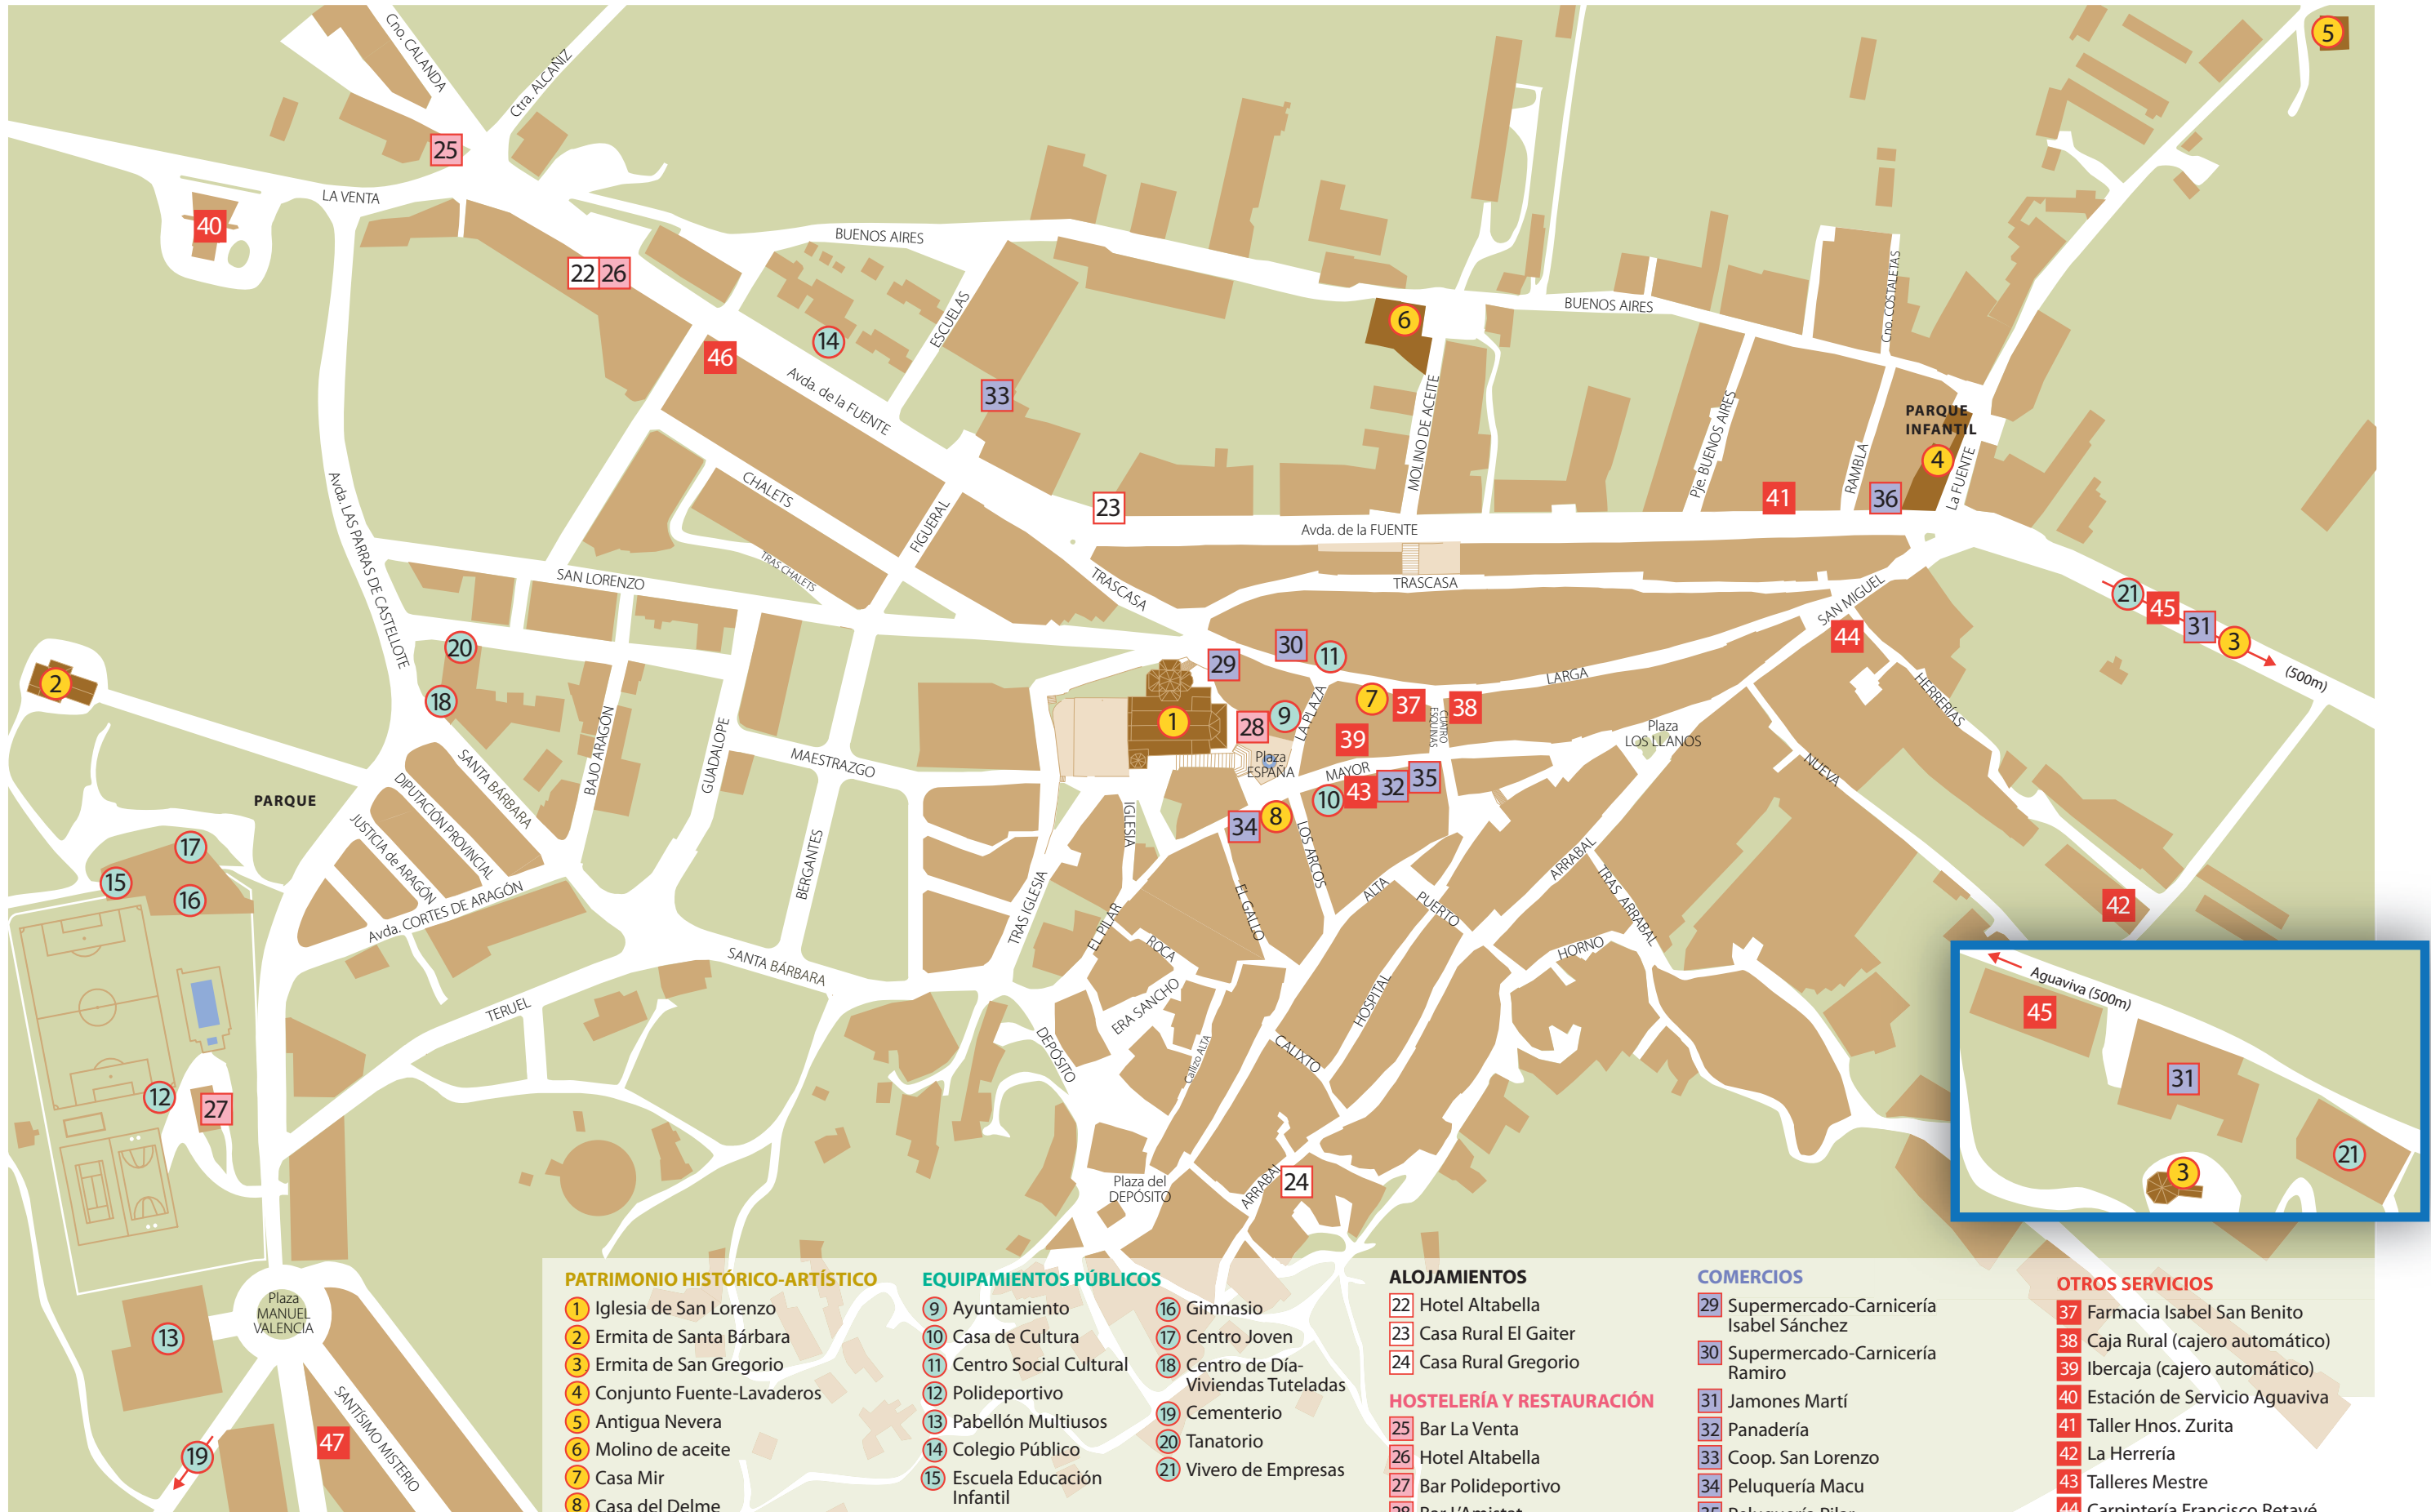 Cno. CALANDA
Ctra. ALCAÑIZ
5
25
LA VENTA
40
BUENOS AIRES
22 26
ESCUELAS
14
46
Avda. de la FUENTE
33
6
BUENOS AIRES
Cno. COSTALETAS
MOLINO DE ACEITE
Pje. BUENOS AIRES
PARQUE
INFANTIL
4
RAMBLA
La FUENTE
41
36
23
Avda. de la FUENTE
CHALETS
FIGUERAL
TRAS CHALETS
SAN LORENZO
TRASCASA
TRASCASA
SAN MIGUEL
Avda. LAS PARRAS DE CASTELLOTE
21
45
31
3
(500m)
20
18
2
30
29
11
44
LARGA
HERRERÍAS
1
28
9
LA PLAZA
7
37
38
CUATRO
ESQUINAS
39
Plaza
LOS LLANOS
Plaza
ESPAÑA
MAYOR
NUEVA
BAJO ARAGÓN
GUADALOPE
MAESTRAZGO
SANTA BÁRBARA
DIPUTACIÓN PROVINCIAL
JUSTICIA de ARAGÓN
PARQUE
10
43
32
35
34
8
LOS ARCOS
IGLESIA
17
15
16
Avda. CORTES DE ARAGÓN
BERGANTES
TRAS IGLESIA
EL PILAR
ROCA
EL GALLO
ALTA
PUERTO
ARRABAL
TRAS ARRABAL
HORNO
42
SANTA BÁRBARA
TERUEL
ERA SANCHO
HOSPITAL
DEPÓSITO
Callizo ALTA
CALIXTO
Aguaviva (500m)
45
31
21
3
12
27
Plaza del
DEPÓSITO
ARRABAL
24
Plaza
MANUEL
VALENCIA
13
SANTÍSIMO MISTERIO
47
19
PATRIMONIO HISTÓRICO-ARTÍSTICO
1 Iglesia de San Lorenzo
2 Ermita de Santa Bárbara
3 Ermita de San Gregorio
4 Conjunto Fuente-Lavaderos
5 Antigua Nevera
6 Molino de aceite
7 Casa Mir
8 Casa del Delme
EQUIPAMIENTOS PÚBLICOS
9 Ayuntamiento
10 Casa de Cultura
11 Centro Social Cultural
12 Polideportivo
13 Pabellón Multiusos
14 Colegio Público
15 Escuela Educación
Infantil
16 Gimnasio
17 Centro Joven
18 Centro de Día-
Viviendas Tuteladas
19 Cementerio
20 Tanatorio
21 Vivero de Empresas
ALOJAMIENTOS
22 Hotel Altabella
23 Casa Rural El Gaiter
24 Casa Rural Gregorio
HOSTELERÍA Y RESTAURACIÓN
25 Bar La Venta
26 Hotel Altabella
27 Bar Polideportivo
28 Bar L'Amistat
COMERCIOS
29 Supermercado-Carnicería
Isabel Sánchez
30 Supermercado-Carnicería
Ramiro
31 Jamones Martí
32 Panadería
33 Coop. San Lorenzo
34 Peluquería Macu
35 Peluquería Pilar
OTROS SERVICIOS
37 Farmacia Isabel San Benito
38 Caja Rural (cajero automático)
39 Ibercaja (cajero automático)
40 Estación de Servicio Aguaviva
41 Taller Hnos. Zurita
42 La Herrería
43 Talleres Mestre
44 Carpintería Francisco Retavé